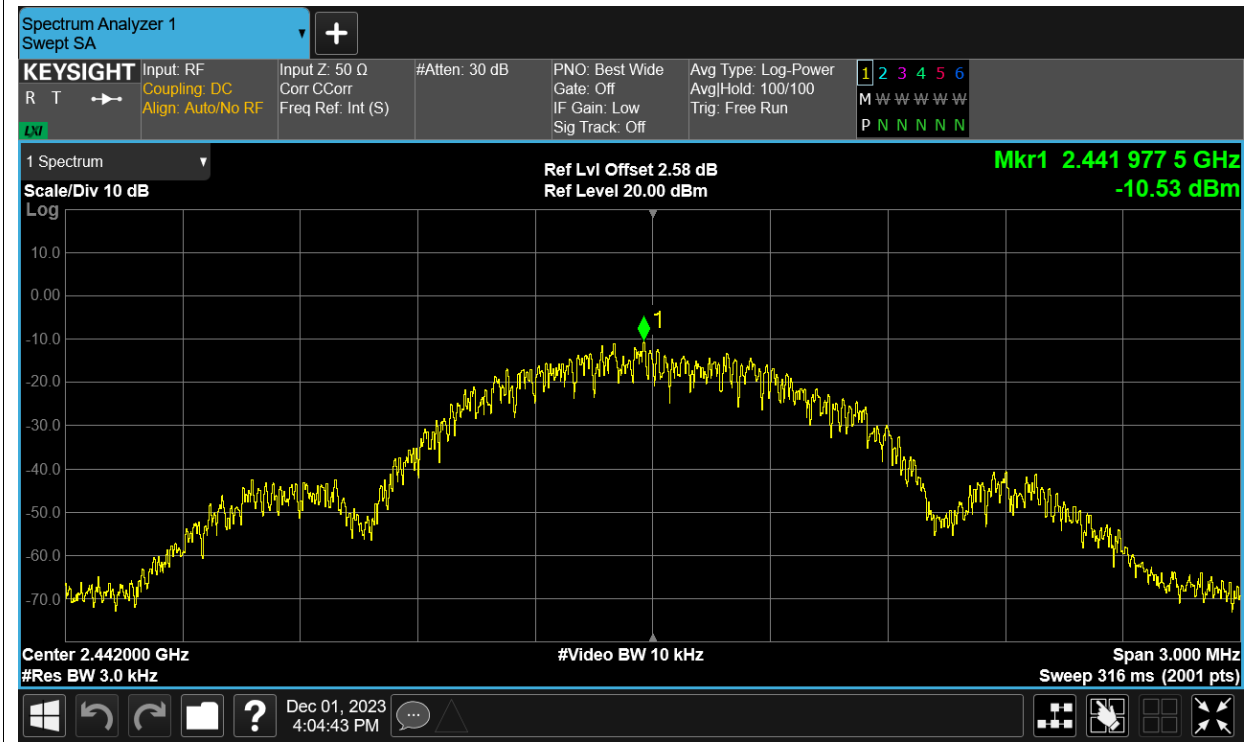 Spectrum Analyzer 1
Swept SA
KEYSIGHT
R T
LXI
Input: RF
Coupling: DC
Align: Auto/No RF
Input Z: 50 Ω
Corr CCorr
Freq Ref: Int (S)
#Atten: 30 dB
PNO: Best Wide
Gate: Off
IF Gain: Low
Sig Track: Off
Avg Type: Log-Power
Avg|Hold: 100/100
Trig: Free Run
1 2 3 4 5 6
M W W W W W
P N N N N N
1 Spectrum
Scale/Div 10 dB
Log
Ref Lvl Offset 2.58 dB
Ref Level 20.00 dBm
Mkr1 2.441 977 5 GHz
-10.53 dBm
10.0
0.00
-10.0
-20.0
-30.0
-40.0
-50.0
-60.0
-70.0
1
Center 2.442000 GHz
#Res BW 3.0 kHz
#Video BW 10 kHz
Span 3.000 MHz
Sweep 316 ms (2001 pts)
?
Dec 01, 2023
4:04:43 PM